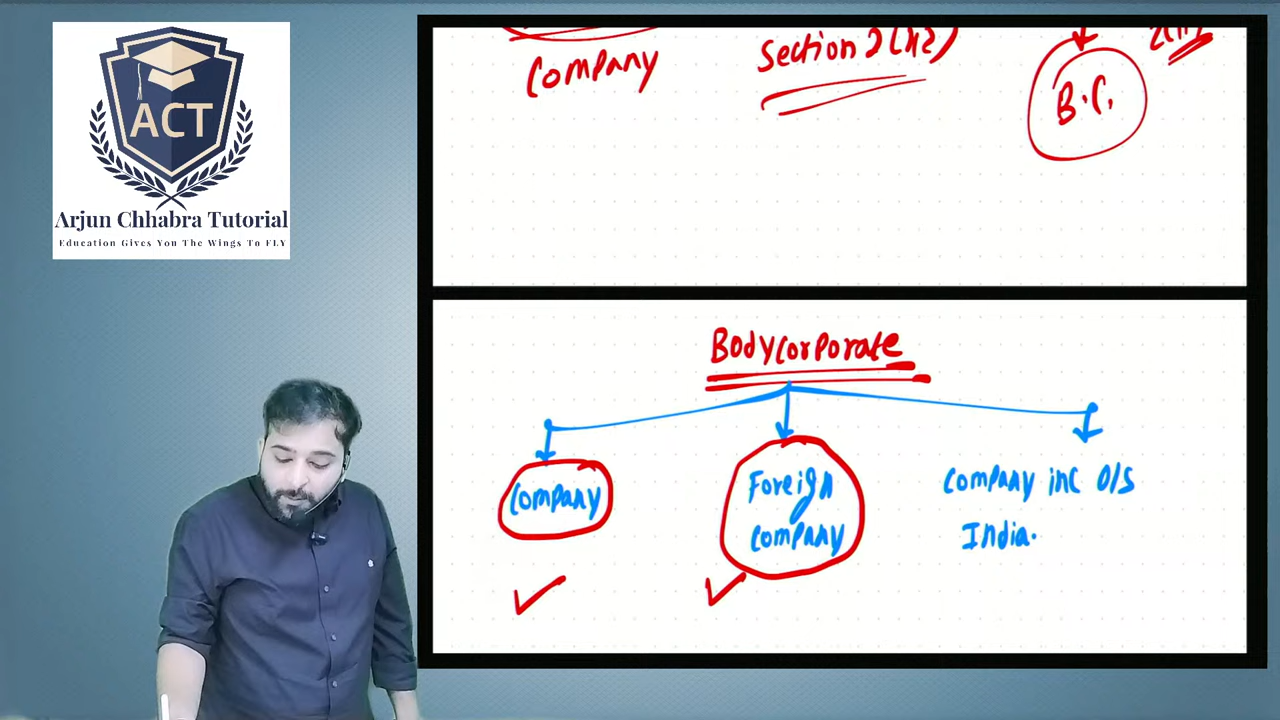 ACT
Arjun Chhabra Tutorial
Education Gives You The Wings To FLY
Company
Section 2(42)
B.C.
Bodycorporate
Company
Foreign
Company
Company inc O/S
India.